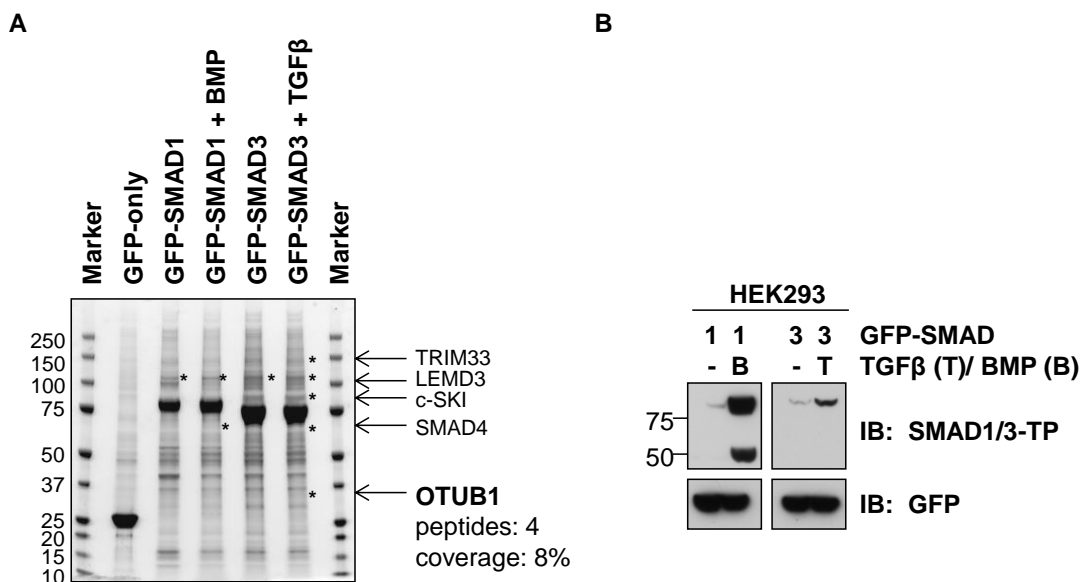 A
Marker
GFP-only
GFP-SMAD1
GFP-SMAD1 + BMP
GFP-SMAD3
GFP-SMAD3 + TGFβ
Marker
250
150
100
75
50
37
25
20
15
10
*
*
*
*
*
*
*
*
*
TRIM33
LEMD3
c-SKI
SMAD4
OTUB1
peptides: 4
coverage: 8%
B
HEK293
1 1 3 3 GFP-SMAD
- B - T TGFβ (T)/ BMP (B)
75
50
IB: SMAD1/3-TP
IB: GFP